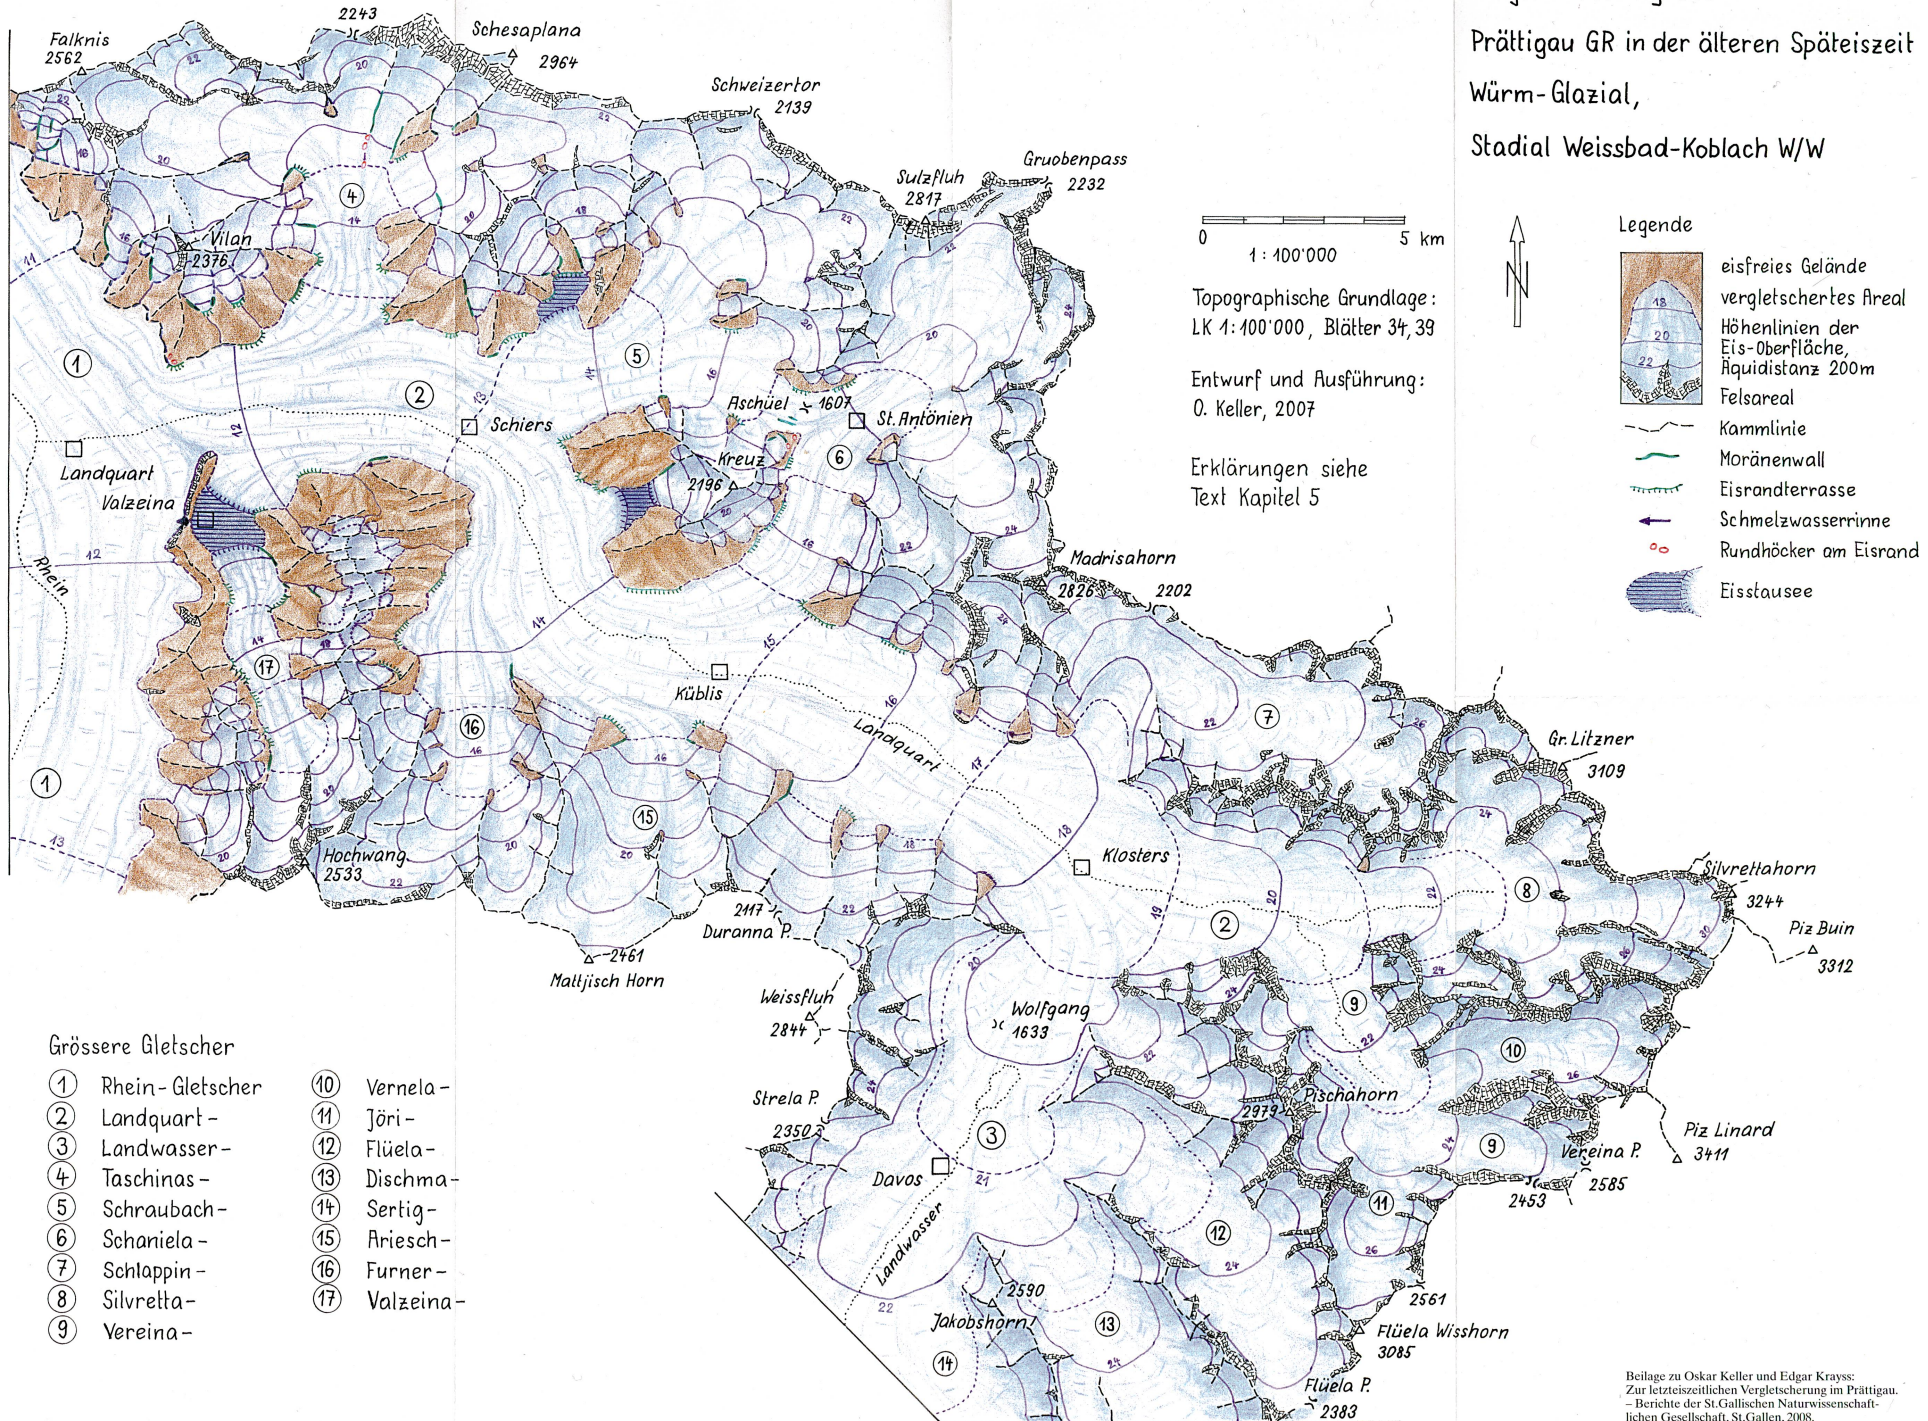 Prättigau GR in der älteren Späteiszeit
Würm-Glazial,
Stadial Weissbad-Koblach W/W
Falknis
2562
2243
Schesaplana
2964
Schweizertor
2139
Gruobenpass
2232
Sulzfluh
2817
Vilan
2376
0 5 km
1:100'000
Topographische Grundlage:
LK 1:100'000, Blätter 34, 39
Entwurf und Ausführung:
O. Keller, 2007
Erklärungen siehe
Text Kapitel 5
N
Legende
eisfreies Gelände
vergletschertes Areal
Höhenlinien der
Eis-Oberfläche,
Äquidistanz 200m
Felsareal
Kammlinie
Moränenwall
Eisrandterrasse
Schmelzwasserrinne
Rundhöcker am Eisrand
Eisstausee
18
20
22
Landquart
Valzeina
Rhein
Schiers
Aschüel
1607
St. Antönien
Kreuz
2196
Madrisahorn
2826
2202
Küblis
Landquart
Gr. Litzner
3109
Hochwang
2533
Klosters
Silvrettahorn
3244
Piz Buin
3312
2117
Duranna P.
2461
Mattjisch Horn
Weissfluh
2844
Wolfgang
1633
Strela P.
2350
Pischahorn
2979
Piz Linard
3411
Vereina P.
2585
2453
Davos
Landwasser
2590
Jakobshorn
2561
Flüela Wisshorn
3085
Flüela P.
2383
Grössere Gletscher
1 Rhein-Gletscher
2 Landquart-
3 Landwasser-
4 Taschinas-
5 Schraubach-
6 Schaniela-
7 Schlappin-
8 Silvretta-
9 Vereina-
10 Vernela-
11 Jöri-
12 Flüela-
13 Dischma-
14 Sertig-
15 Ariesch-
16 Furner-
17 Valzeina-
Beilage zu Oskar Keller und Edgar Krayss:
Zur letzteiszeitlichen Vergletscherung im Prättigau.
– Berichte der St.Gallischen Naturwissenschaft-
lichen Gesellschaft, St.Gallen, 2008.